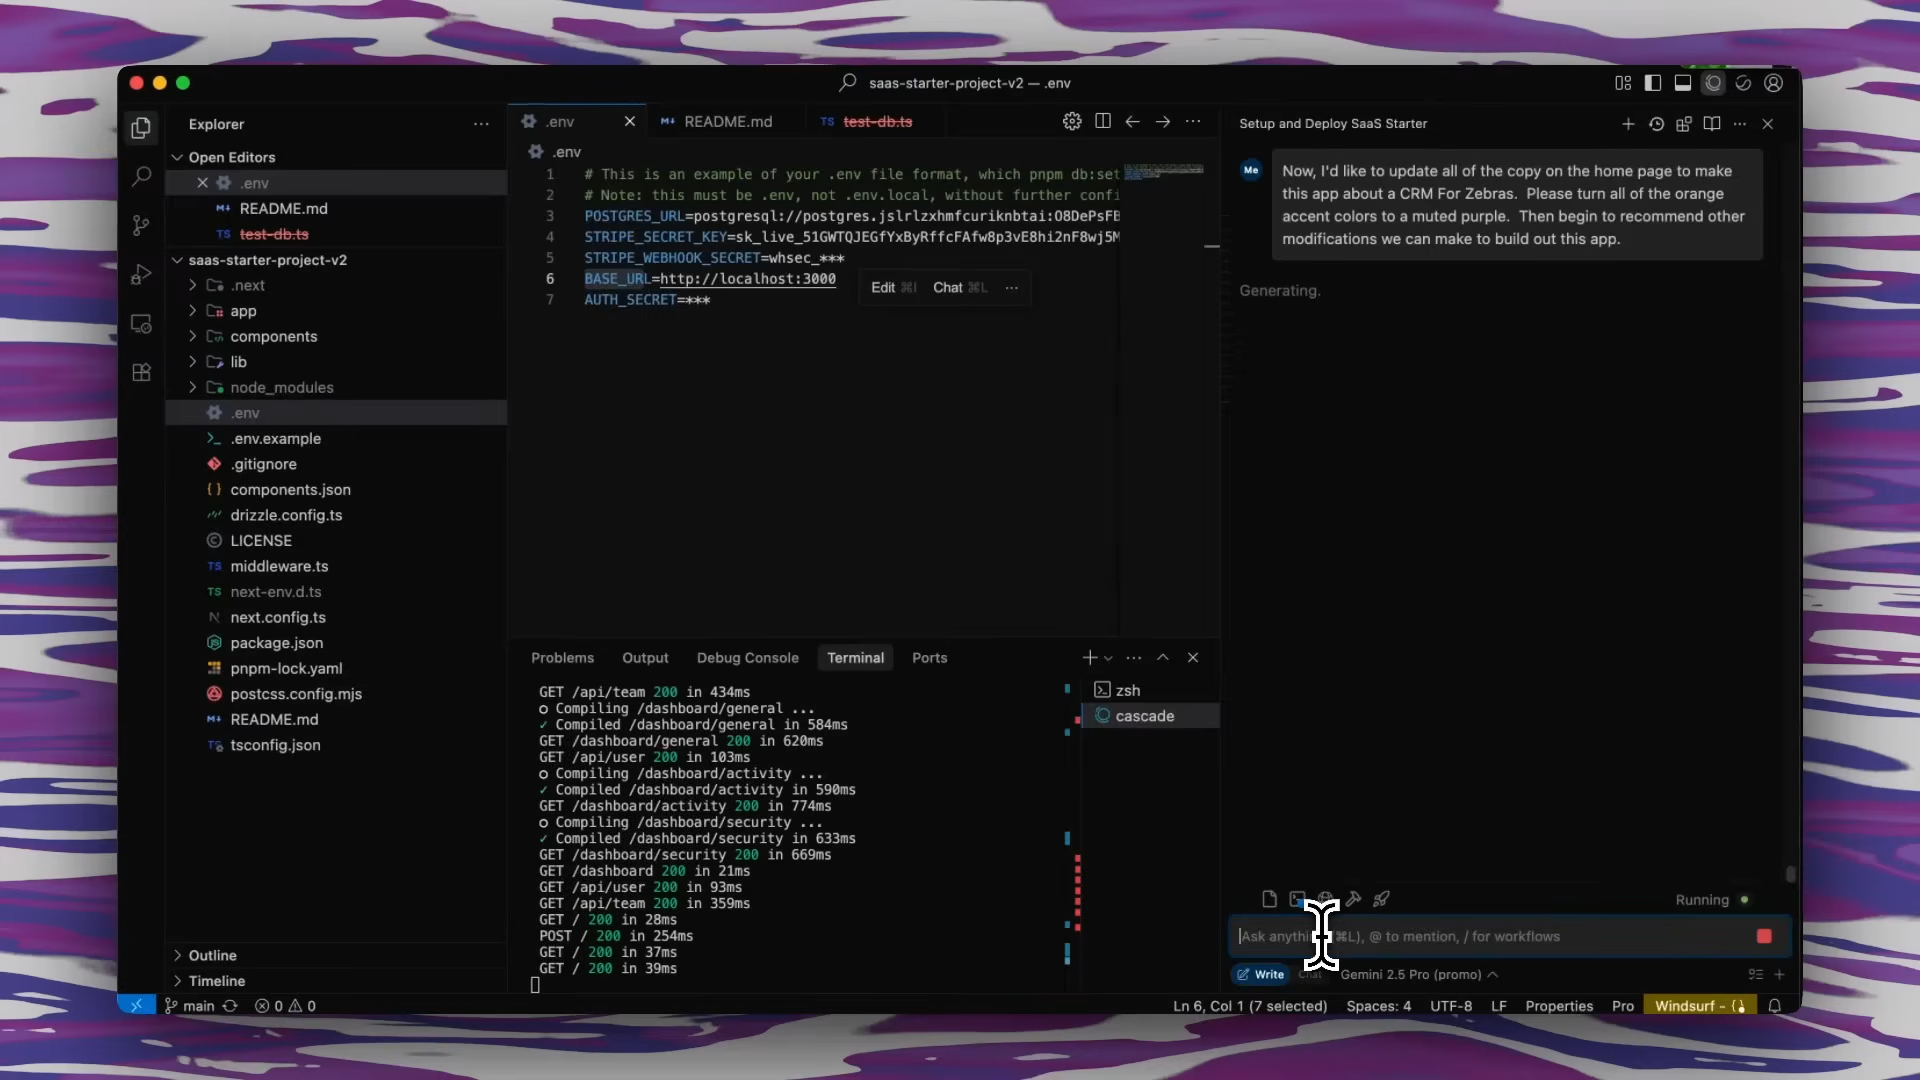 saas-starter-project-v2 — .env
Explorer
Open Editors
.env
README.md
test-db.ts
saas-starter-project-v2
.next
app
components
lib
node_modules
.env
.env.example
.gitignore
components.json
drizzle.config.ts
LICENSE
middleware.ts
next-env.d.ts
next.config.ts
package.json
pnpm-lock.yaml
postcss.config.mjs
README.md
tsconfig.json
Outline
Timeline
.env
README.md
test-db.ts
.env
1 # This is an example of your .env file format, which pnpm db:set
2 # Note: this must be .env, not .env.local, without further confi
3 POSTGRES_URL=postgresql://postgres.
4 STRIPE_SECRET_KEY=
5 STRIPE_WEBHOOK_SECRET=whsec_***
6 BASE_URL=http://localhost:3000
7 AUTH_SECRET=***
Edit ⌘I Chat ⌘L
Problems Output Debug Console Terminal Ports
GET /api/team 200 in 434ms
○ Compiling /dashboard/general ...
✓ Compiled /dashboard/general in 584ms
GET /dashboard/general 200 in 620ms
GET /api/user 200 in 103ms
○ Compiling /dashboard/activity ...
✓ Compiled /dashboard/activity in 590ms
GET /dashboard/activity 200 in 774ms
○ Compiling /dashboard/security ...
✓ Compiled /dashboard/security in 633ms
GET /dashboard/security 200 in 669ms
GET /dashboard 200 in 21ms
GET /api/user 200 in 93ms
GET /api/team 200 in 359ms
GET / 200 in 28ms
POST / 200 in 254ms
GET / 200 in 37ms
GET / 200 in 39ms
zsh
cascade
Setup and Deploy SaaS Starter
Me
Now, I'd like to update all of the copy on the home page to make
this app about a CRM For Zebras. Please turn all of the orange
accent colors to a muted purple. Then begin to recommend other
modifications we can make to build out this app.
Generating.
Running
Ask (⌘L), @ to mention, / for workflows
Write Chat Gemini 2.5 Pro (promo)
main 0 0
Ln 6, Col 1 (7 selected) Spaces: 4 UTF-8 LF Properties Pro Windsurf - {}